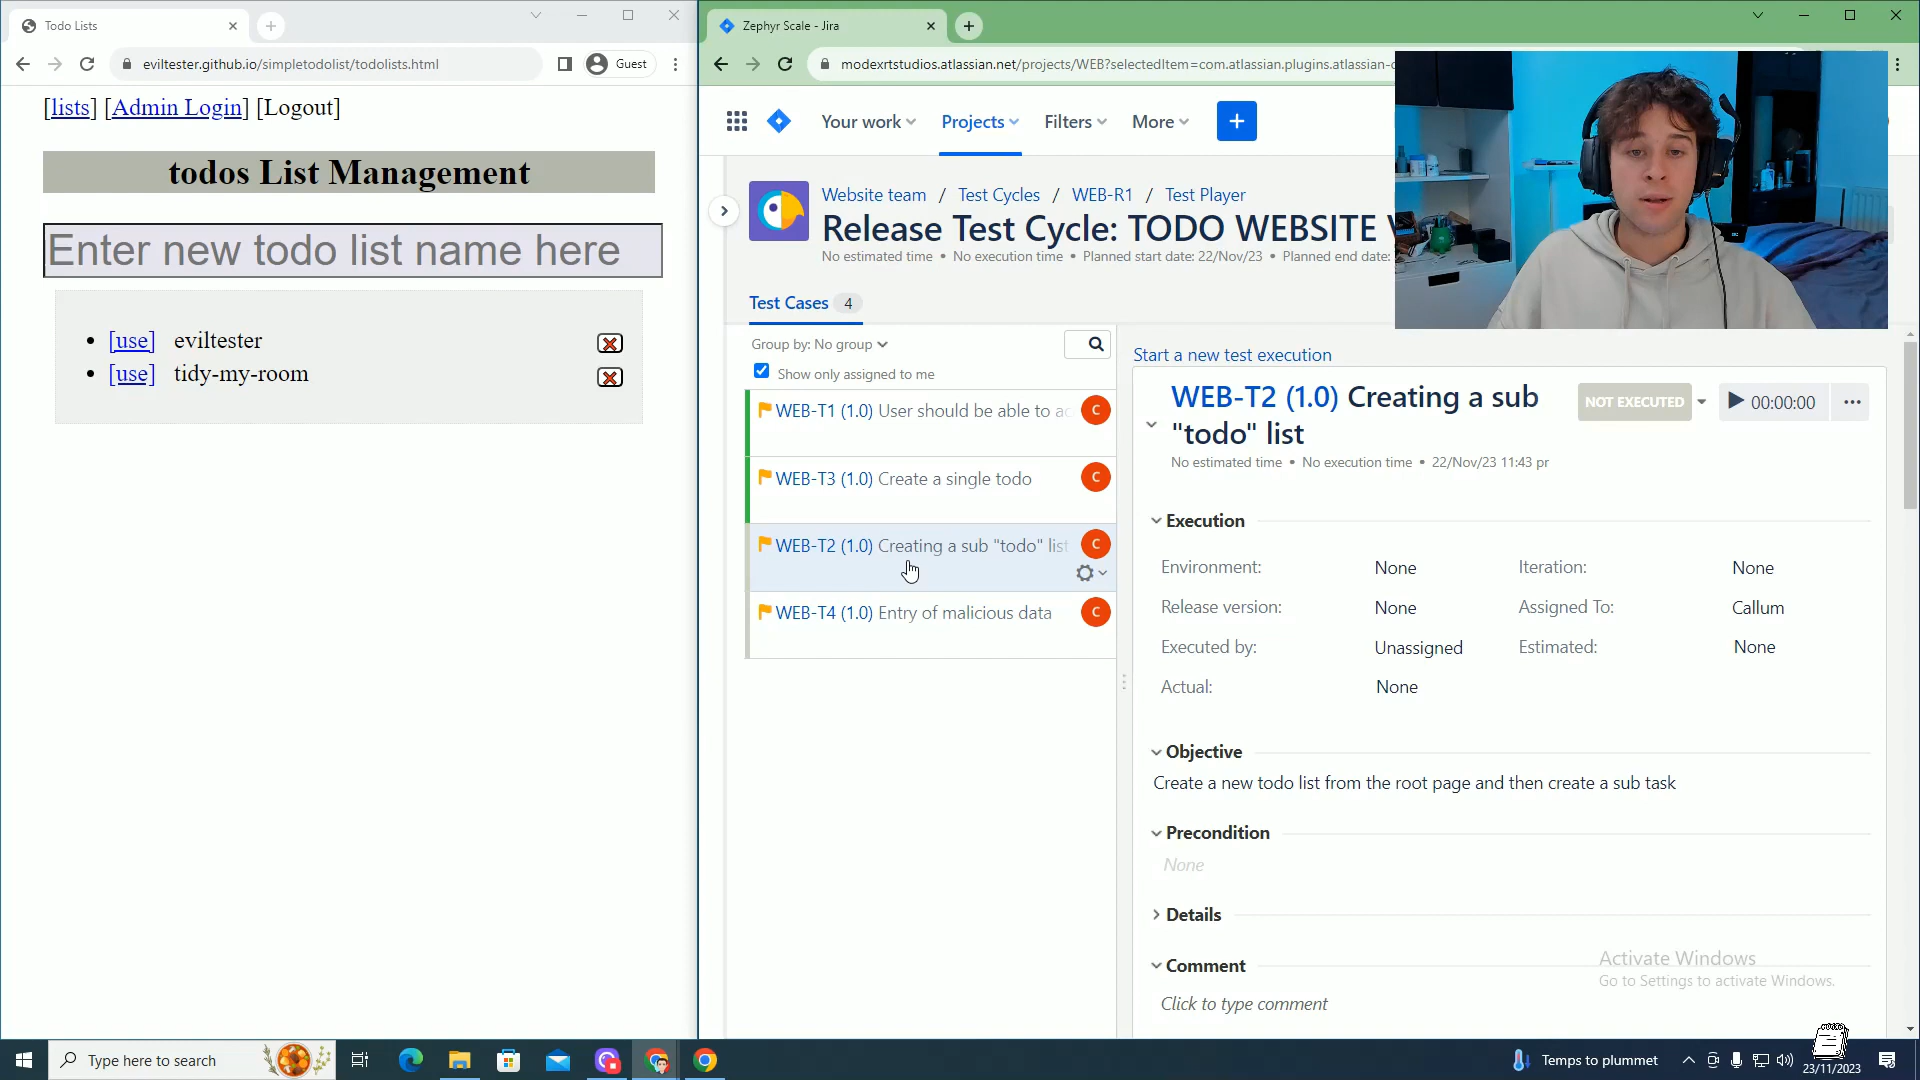 Todo Lists
eviltester.github.io/simpletodolist/todolists.html
Guest
[lists] [Admin Login] [Logout]
todos List Management
Enter new todo list name here
[use] eviltester
[use] tidy-my-room
Zephyr Scale - Jira
modexrtstudios.atlassian.net/projects/WEB?selectedItem=com.atlassian.plugins.atlassian-c
Your work
Projects
Filters
More
Website team / Test Cycles / WEB-R1 / Test Player
Release Test Cycle: TODO WEBSITE
No estimated time • No execution time • Planned start date: 22/Nov/23 • Planned end date:
Test Cases 4
Group by: No group
Show only assigned to me
WEB-T1 (1.0) User should be able to ac
C
WEB-T3 (1.0) Create a single todo
C
WEB-T2 (1.0) Creating a sub "todo" list
C
WEB-T4 (1.0) Entry of malicious data
C
Start a new test execution
WEB-T2 (1.0) Creating a sub
"todo" list
NOT EXECUTED
00:00:00
No estimated time • No execution time • 22/Nov/23 11:43 pr
Execution
Environment: None Iteration: None
Release version: None Assigned To: Callum
Executed by: Unassigned Estimated: None
Actual: None
Objective
Create a new todo list from the root page and then create a sub task
Precondition
None
Details
Comment
Click to type comment
Activate Windows
Go to Settings to activate Windows.
Type here to search
Temps to plummet
23/11/2023